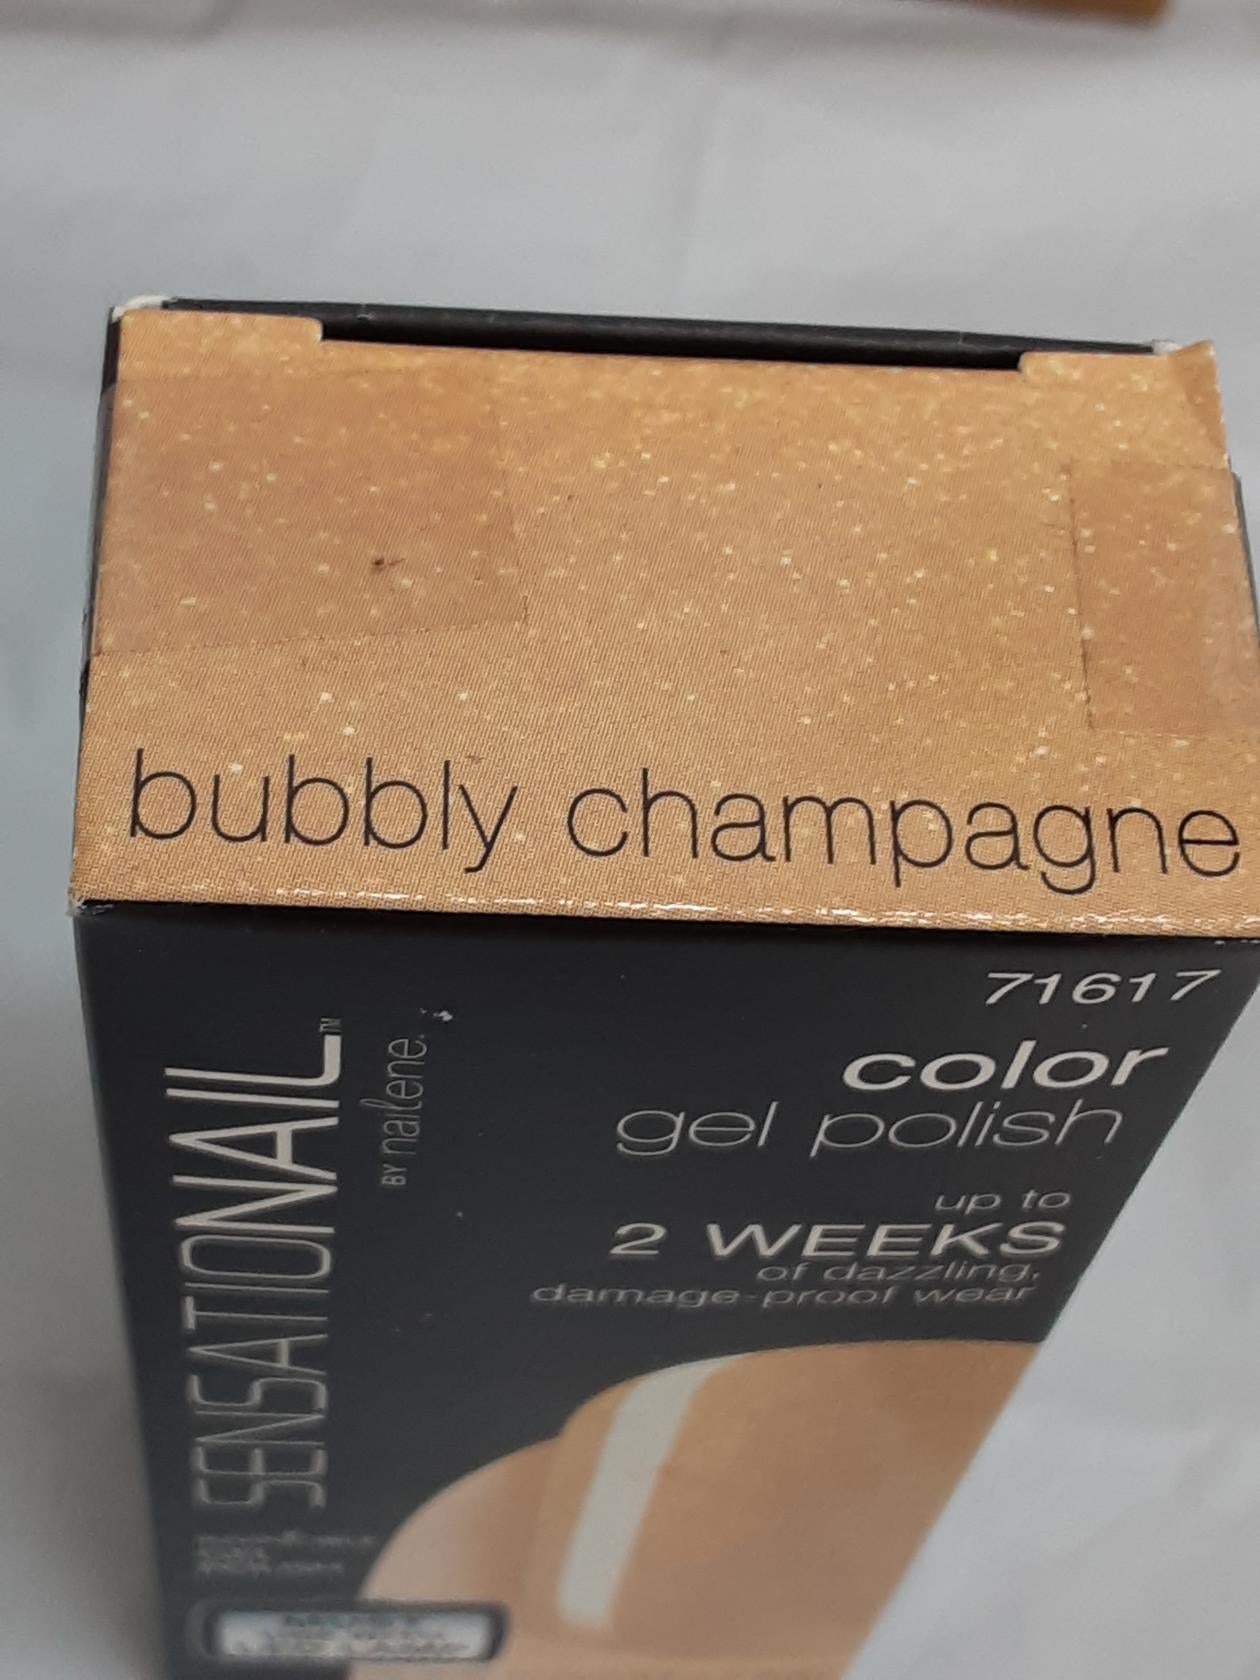 bubbly champagne
71617
color
gel polish
up to
2 WEEKS
of dazzling,
damage-proof wear
SENSATIONAIL™
BY nailene.